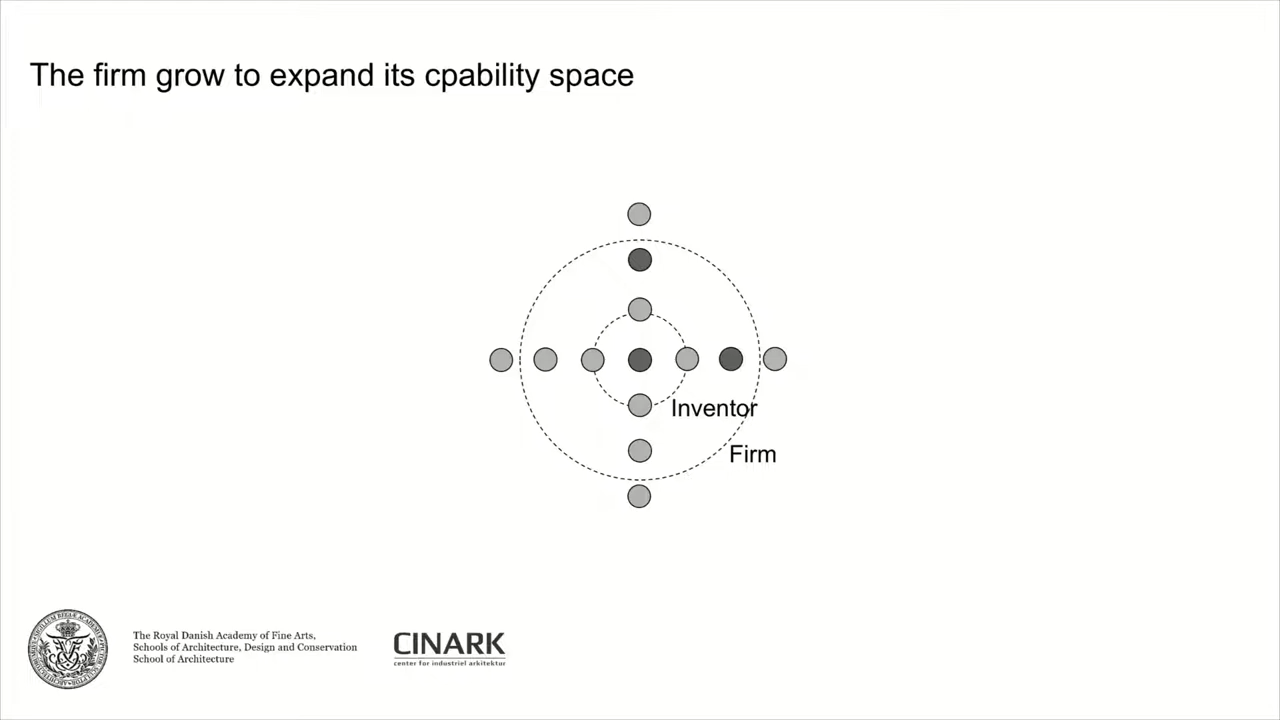 The firm grow to expand its cpability space
Inventor
Firm
The Royal Danish Academy of Fine Arts,
Schools of Architecture, Design and Conservation
School of Architecture
CINARK
center for industriel arkitektur